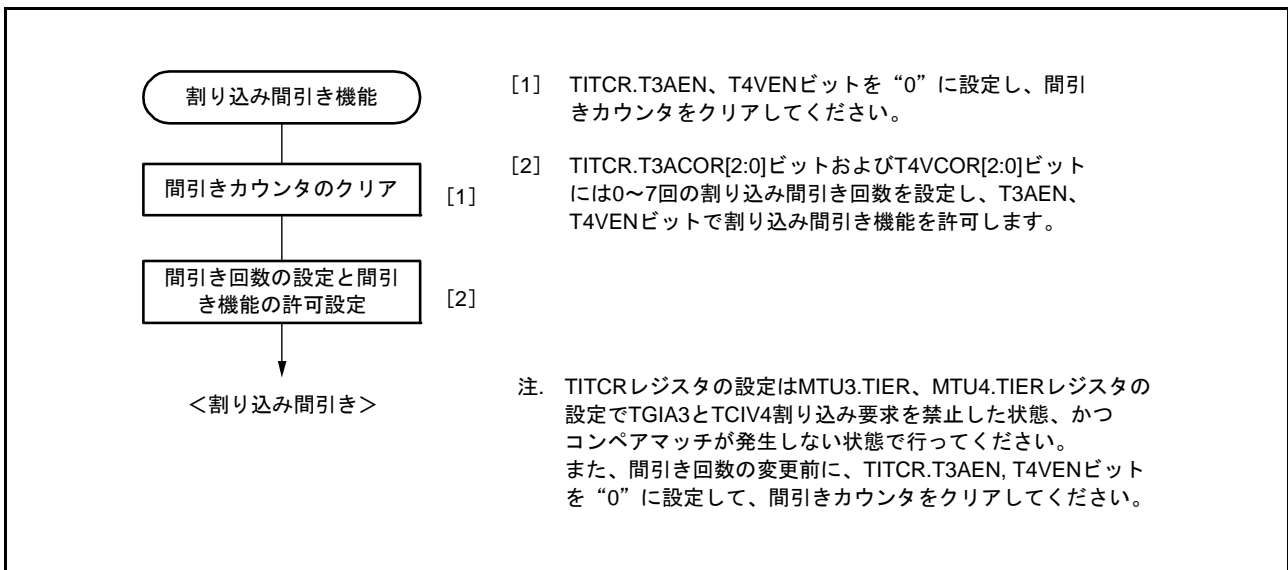 割り込み間引き機能
間引きカウンタのクリア
[1]
間引き回数の設定と間引
き機能の許可設定
[2]
＜割り込み間引き＞
[1] TITCR.T3AEN、T4VENビットを“0”に設定し、間引
きカウンタをクリアしてください。
[2] TITCR.T3ACOR[2:0]ビットおよびT4VCOR[2:0]ビット
には0～7回の割り込み間引き回数を設定し、T3AEN、
T4VENビットで割り込み間引き機能を許可します。
注. TITCRレジスタの設定はMTU3.TIER、MTU4.TIERレジスタの
設定でTGIA3とTCIV4割り込み要求を禁止した状態、かつ
コンペアマッチが発生しない状態で行ってください。
また、間引き回数の変更前に、TITCR.T3AEN, T4VENビット
を“0”に設定して、間引きカウンタをクリアしてください。